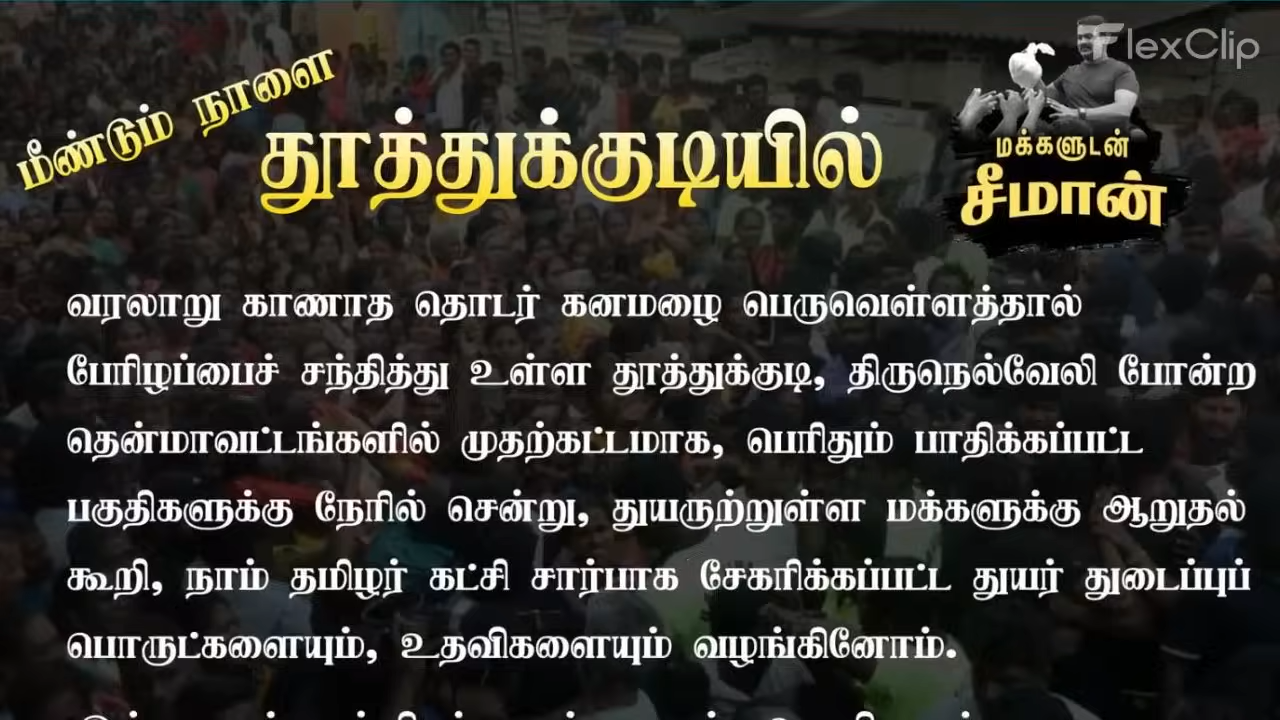 மீண்டும் நாளை
தூத்துக்குடியில்
FlexClip
மக்களுடன்
சீமான்
வரலாறு காணாத தொடர் கனமழை பெருவெள்ளத்தால்
பேரிழப்பைச் சந்தித்து உள்ள தூத்துக்குடி, திருநெல்வேலி போன்ற
தென்மாவட்டங்களில் முதற்கட்டமாக, பெரிதும் பாதிக்கப்பட்ட
பகுதிகளுக்கு நேரில் சென்று, துயருற்றுள்ள மக்களுக்கு ஆறுதல்
கூறி, நாம் தமிழர் கட்சி சார்பாக சேகரிக்கப்பட்ட துயர் துடைப்புப்
பொருட்களையும், உதவிகளையும் வழங்கினோம்.